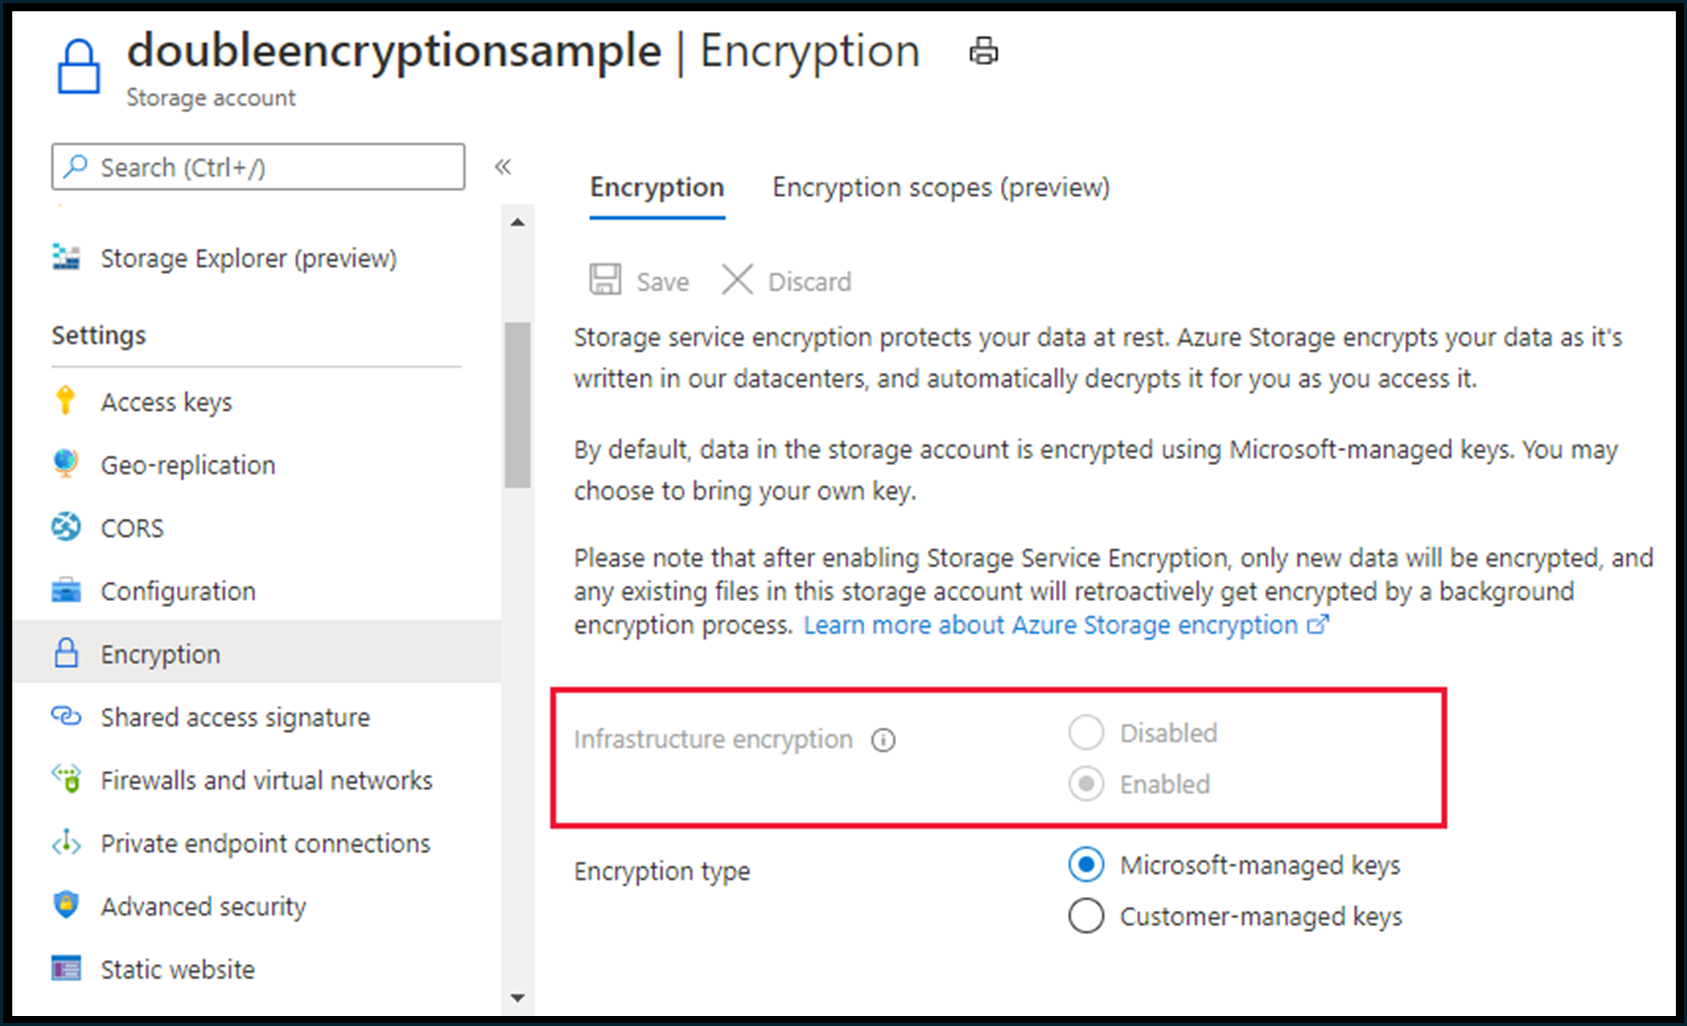 doubleencryptionsample | Encryption
Storage account
Search (Ctrl+/)
«
Storage Explorer (preview)
Settings
Access keys
Geo-replication
CORS
Configuration
Encryption
Shared access signature
Firewalls and virtual networks
Private endpoint connections
Advanced security
Static website
Encryption
Encryption scopes (preview)
Save
Discard
Storage service encryption protects your data at rest. Azure Storage encrypts your data as it's
written in our datacenters, and automatically decrypts it for you as you access it.
By default, data in the storage account is encrypted using Microsoft-managed keys. You may
choose to bring your own key.
Please note that after enabling Storage Service Encryption, only new data will be encrypted, and
any existing files in this storage account will retroactively get encrypted by a background
encryption process. Learn more about Azure Storage encryption
Infrastructure encryption
Disabled
Enabled
Encryption type
Microsoft-managed keys
Customer-managed keys